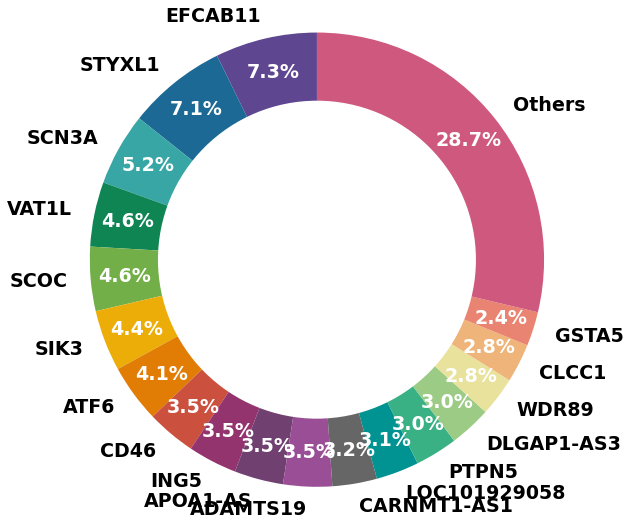 EFCAB11
7.3%
STYXL1
7.1%
SCN3A
5.2%
VAT1L
4.6%
SCOC
4.6%
SIK3
4.4%
ATF6
4.1%
CD46
3.5%
ING5
3.5%
APOA1-AS
3.5%
ADAMTS19
3.5%
CARNMT1-AS1
3.2%
LOC101929058
3.1%
PTPN5
3.0%
DLGAP1-AS3
3.0%
WDR89
2.8%
CLCC1
2.8%
GSTA5
2.4%
Others
28.7%